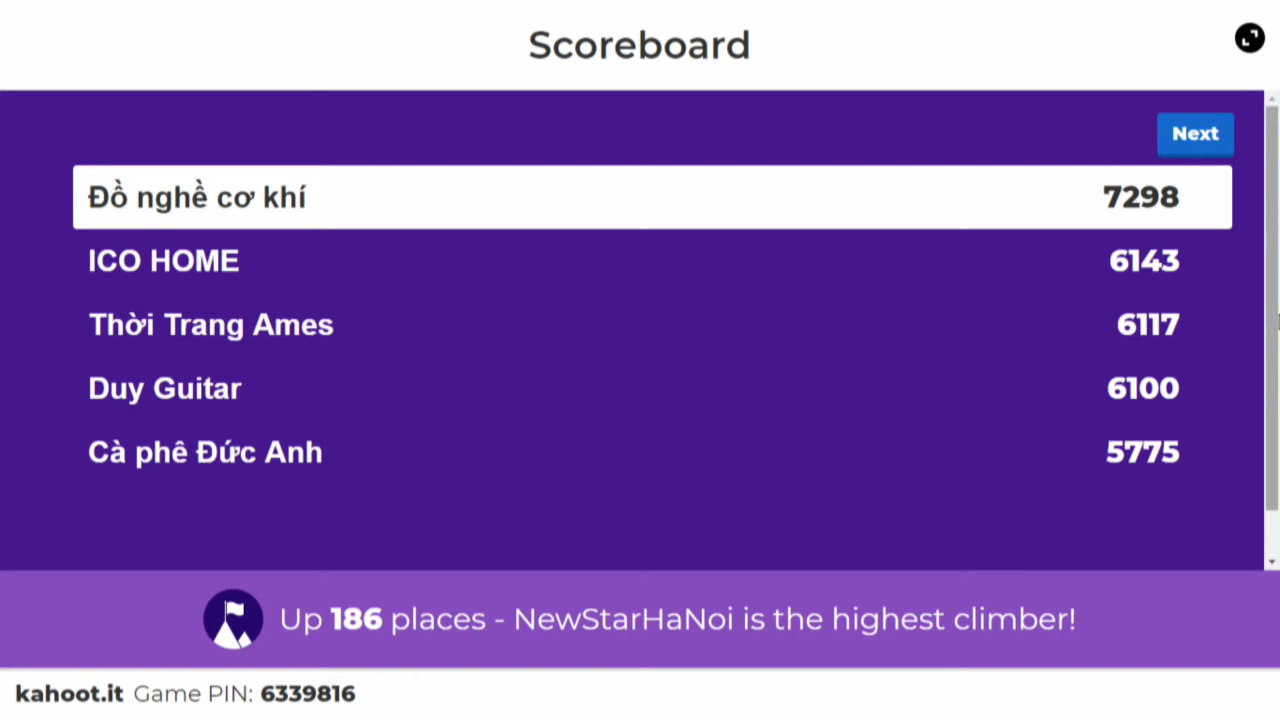 Scoreboard
Next
Đồ nghề cơ khí 7298
ICO HOME 6143
Thời Trang Ames 6117
Duy Guitar 6100
Cà phê Đức Anh 5775
Up 186 places - NewStarHaNoi is the highest climber!
kahoot.it Game PIN: 6339816